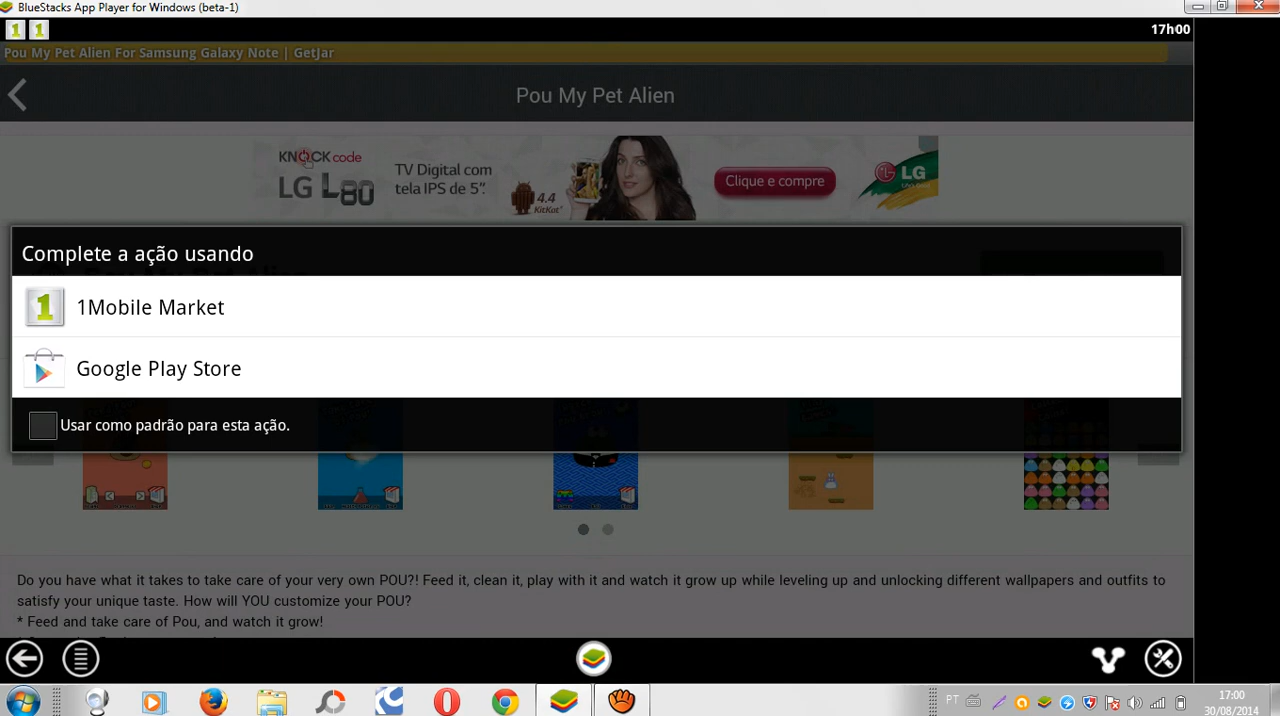 BlueStacks App Player for Windows (beta-1)
1 1
17h00
Pou My Pet Alien For Samsung Galaxy Note | GetJar
Pou My Pet Alien
KNOCK code
LG L80
TV Digital com
tela IPS de 5".
4.4
KitKat
Clique e compre
LG
Complete a ação usando
1 1Mobile Market
Google Play Store
Usar como padrão para esta ação.
Do you have what it takes to take care of your very own POU?! Feed it, clean it, play with it and watch it grow up while leveling up and unlocking different wallpapers and outfits to
satisfy your unique taste. How will YOU customize your POU?
* Feed and take care of Pou, and watch it grow!
PT
17:00
30/08/2014